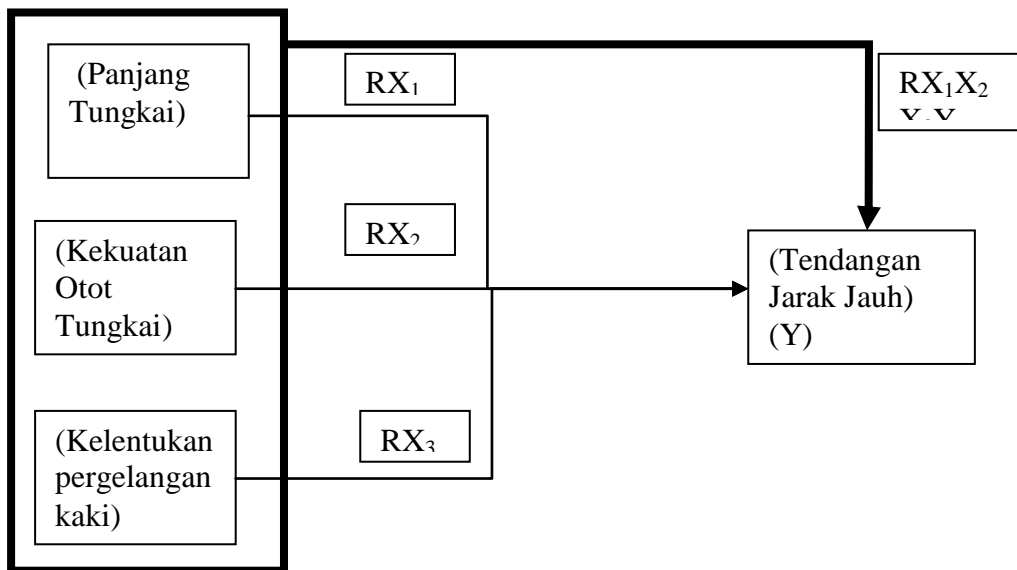 (Panjang
Tungkai)
RX₁
RX₁X₂
(Kekuatan
Otot
Tungkai)
RX₂
(Tendangan
Jarak Jauh)
(Y)
(Kelentukan
pergelangan
kaki)
RX₃